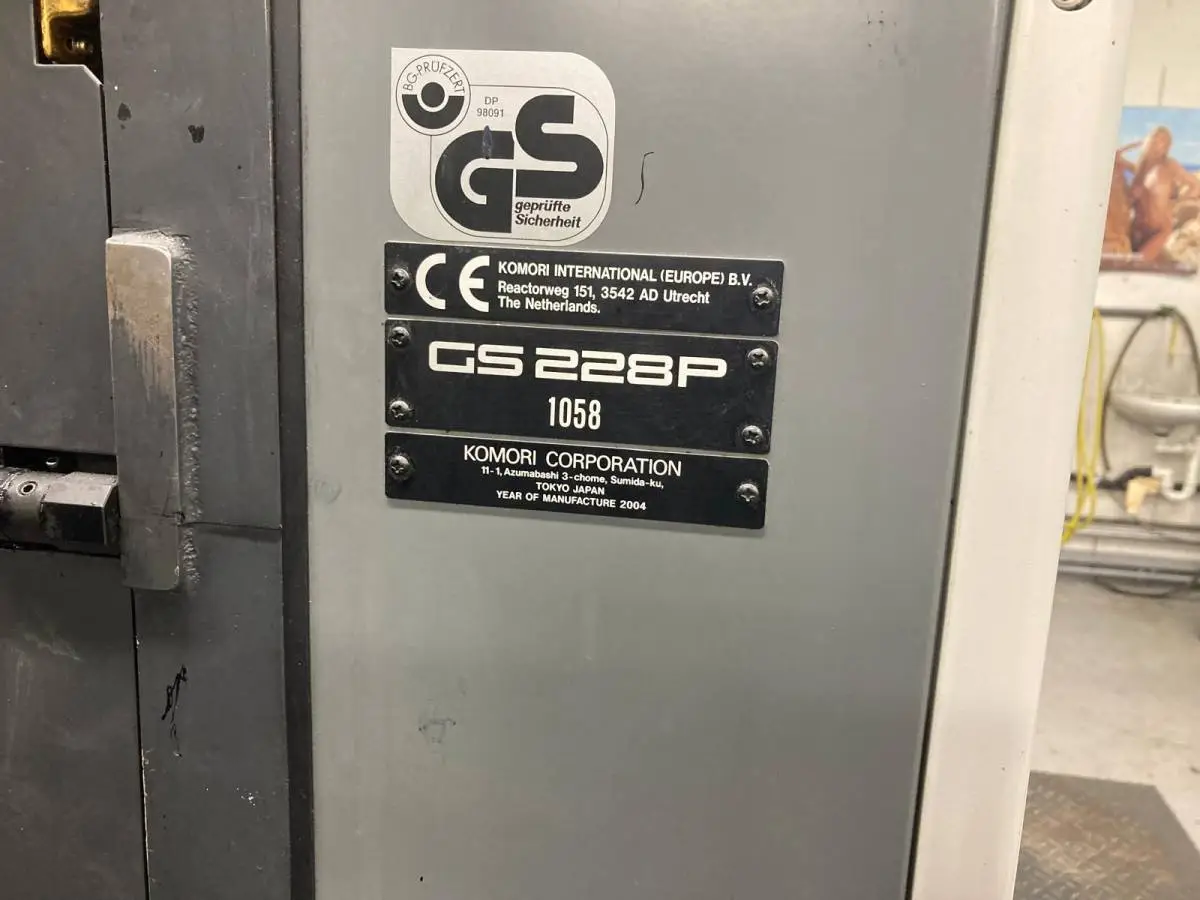 BG-PRÜFZERT
DP
98091
GS
geprüfte
Sicherheit
CE
KOMORI INTERNATIONAL (EUROPE) B.V.
Reactorweg 151, 3542 AD Utrecht
The Netherlands.
GS 228P
1058
KOMORI CORPORATION
11-1, Azumabashi 3-chome, Sumida-ku,
TOKYO JAPAN
YEAR OF MANUFACTURE 2004